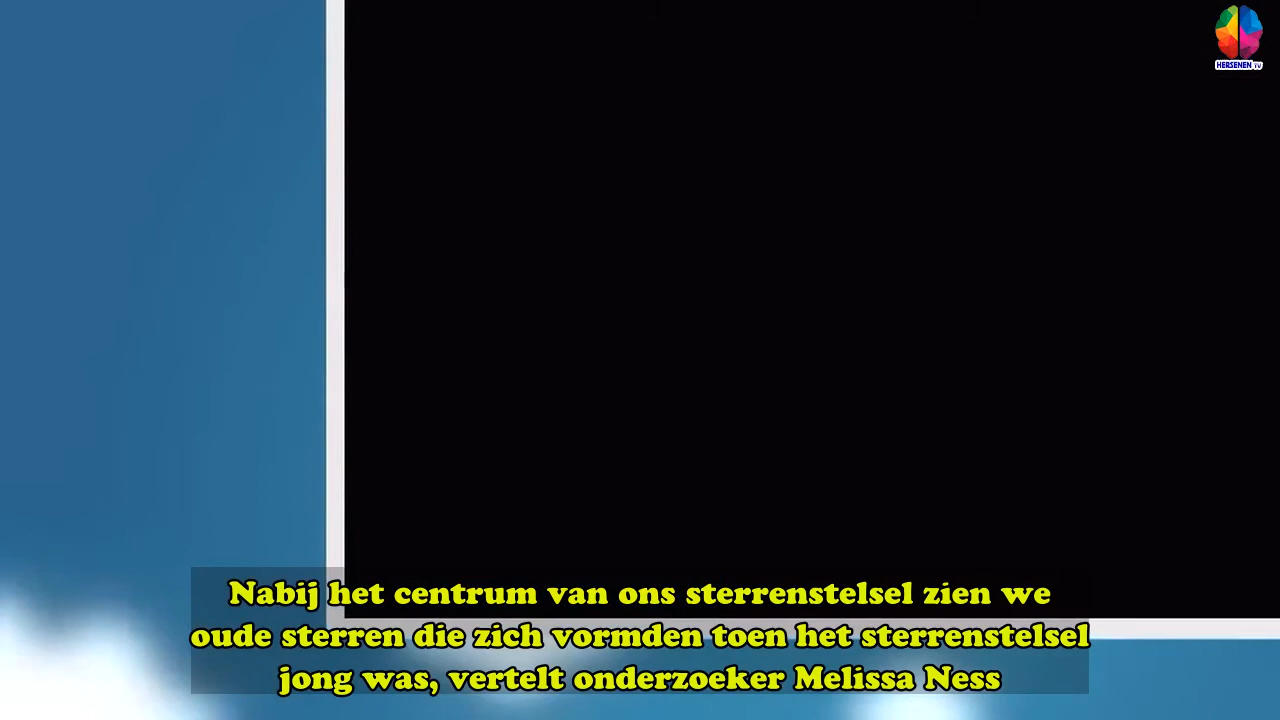 HERSENEN TV
Nabij het centrum van ons sterrenstelsel zien we
oude sterren die zich vormden toen het sterrenstelsel
jong was, vertelt onderzoeker Melissa Ness